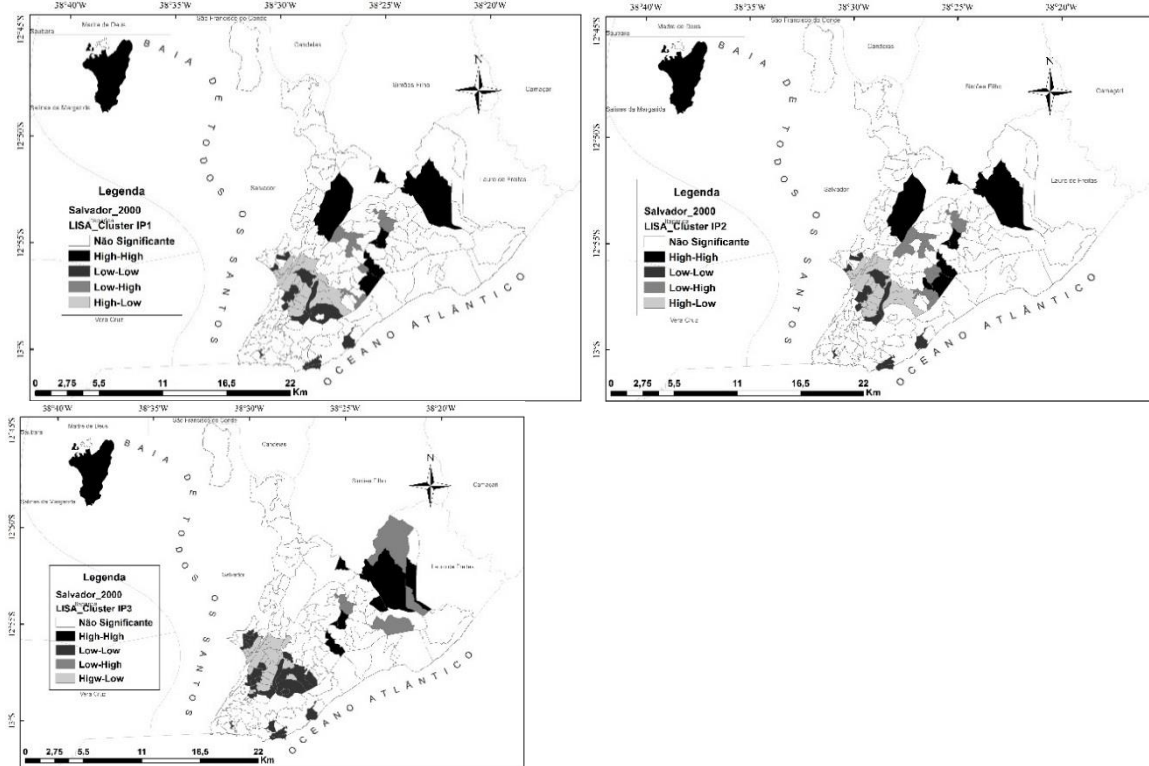 38°40'W 38°35'W 38°30'W 38°25'W 38°20'W
12°45'S
12°50'S
12°55'S
13°S
Madre de Deus
São Francisco do Conde
Saubara
Candeias
Simões Filho
Camaçari
Salinas da Margarida
BAIA DE TODOS OS SANTOS
Salvador
Lauro de Freitas
N
Legenda
Salvador_2000
Itaparica
LISA_Cluster IP1
Não Significante
High-High
Low-Low
Low-High
High-Low
Vera Cruz
OCEANO ATLÂNTICO
0 2,75 5,5 11 16,5 22
Km
38°40'W 38°35'W 38°30'W 38°25'W 38°20'W
12°45'S
12°50'S
12°55'S
13°S
Madre de Deus
São Francisco do Conde
Saubara
Candeias
Simões Filho
Camaçari
Salinas da Margarida
BAIA DE TODOS OS SANTOS
Salvador
Lauro de Freitas
N
Legenda
Salvador_2000
Itaparica
LISA_Cluster IP2
Não Significante
High-High
Low-Low
Low-High
High-Low
Vera Cruz
OCEANO ATLÂNTICO
0 2,75 5,5 11 16,5 22
Km
38°40'W 38°35'W 38°30'W 38°25'W 38°20'W
12°45'S
12°50'S
12°55'S
13°S
Madre de Deus
São Francisco do Conde
Saubara
Candeias
Simões Filho
Camaçari
Salinas da Margarida
BAIA DE TODOS OS SANTOS
Salvador
Lauro de Freitas
N
Legenda
Salvador_2000
Itaparica
LISA_Cluster IP3
Não Significante
High-High
Low-Low
Low-High
Higw-Low
Vera Cruz
OCEANO ATLÂNTICO
0 2,75 5,5 11 16,5 22
Km